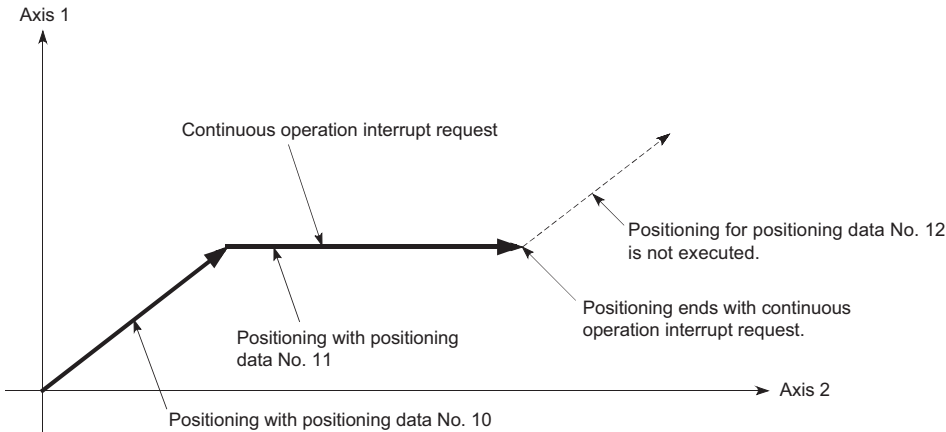 Axis 1
Continuous operation interrupt request
Positioning for positioning data No. 12
is not executed.
Positioning ends with continuous
operation interrupt request.
Positioning with positioning
data No. 11
Axis 2
Positioning with positioning data No. 10